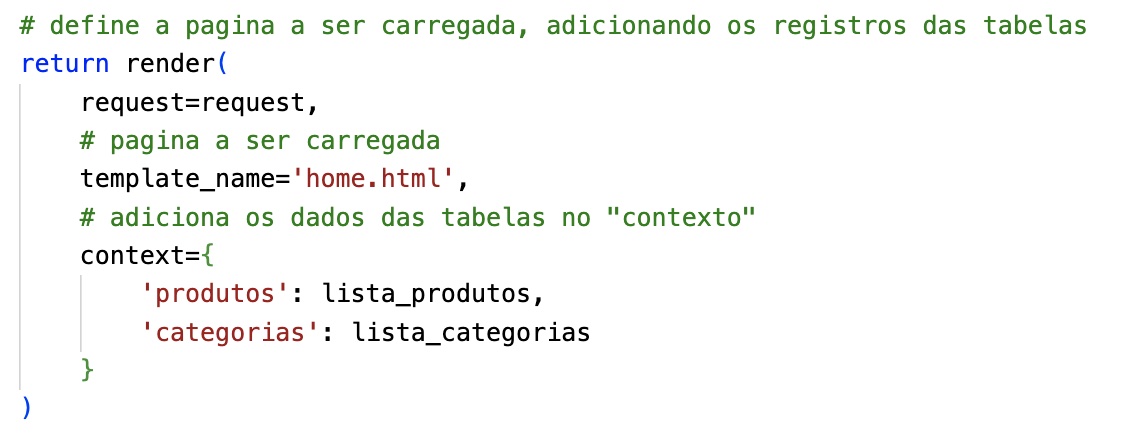 # define a pagina a ser carregada, adicionando os registros das tabelas
return render(
    request=request,
    # pagina a ser carregada
    template_name='home.html',
    # adiciona os dados das tabelas no "contexto"
    context={
        'produtos': lista_produtos,
        'categorias': lista_categorias
    }
)